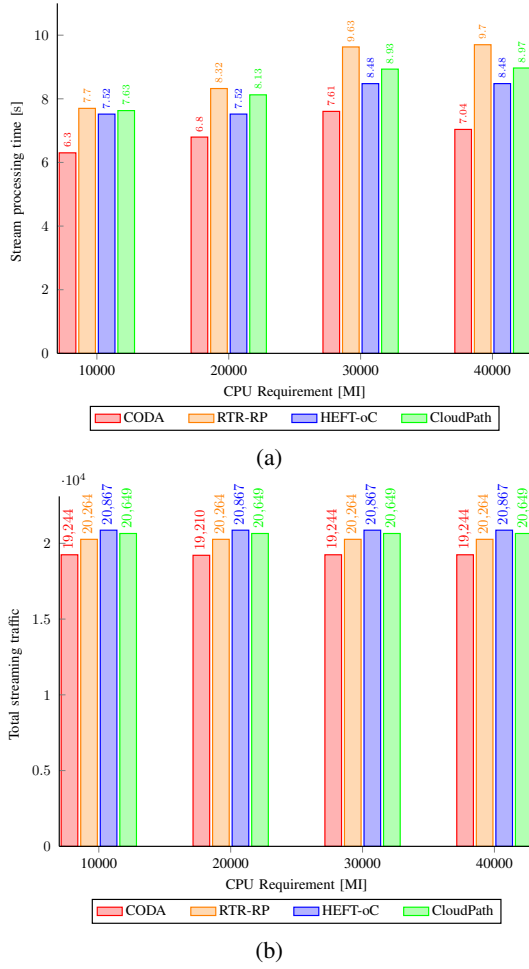 10
8
6
4
2
0
Stream processing time [s]
6.3 7.7 7.52 7.63
6.8 8.32 7.52 8.13
7.61 9.63 8.48 8.93
7.04 9.7 8.48 8.97
10000 20000 30000 40000
CPU Requirement [MI]
CODA RTR-RP HEFT-oC CloudPath
(a)
·10⁴
2
1.5
1
0.5
0
Total streaming traffic
19,244 20,264 20,867 20,649
19,210 20,264 20,867 20,649
19,244 20,264 20,867 20,649
19,244 20,264 20,867 20,649
10000 20000 30000 40000
CPU Requirement [MI]
CODA RTR-RP HEFT-oC CloudPath
(b)